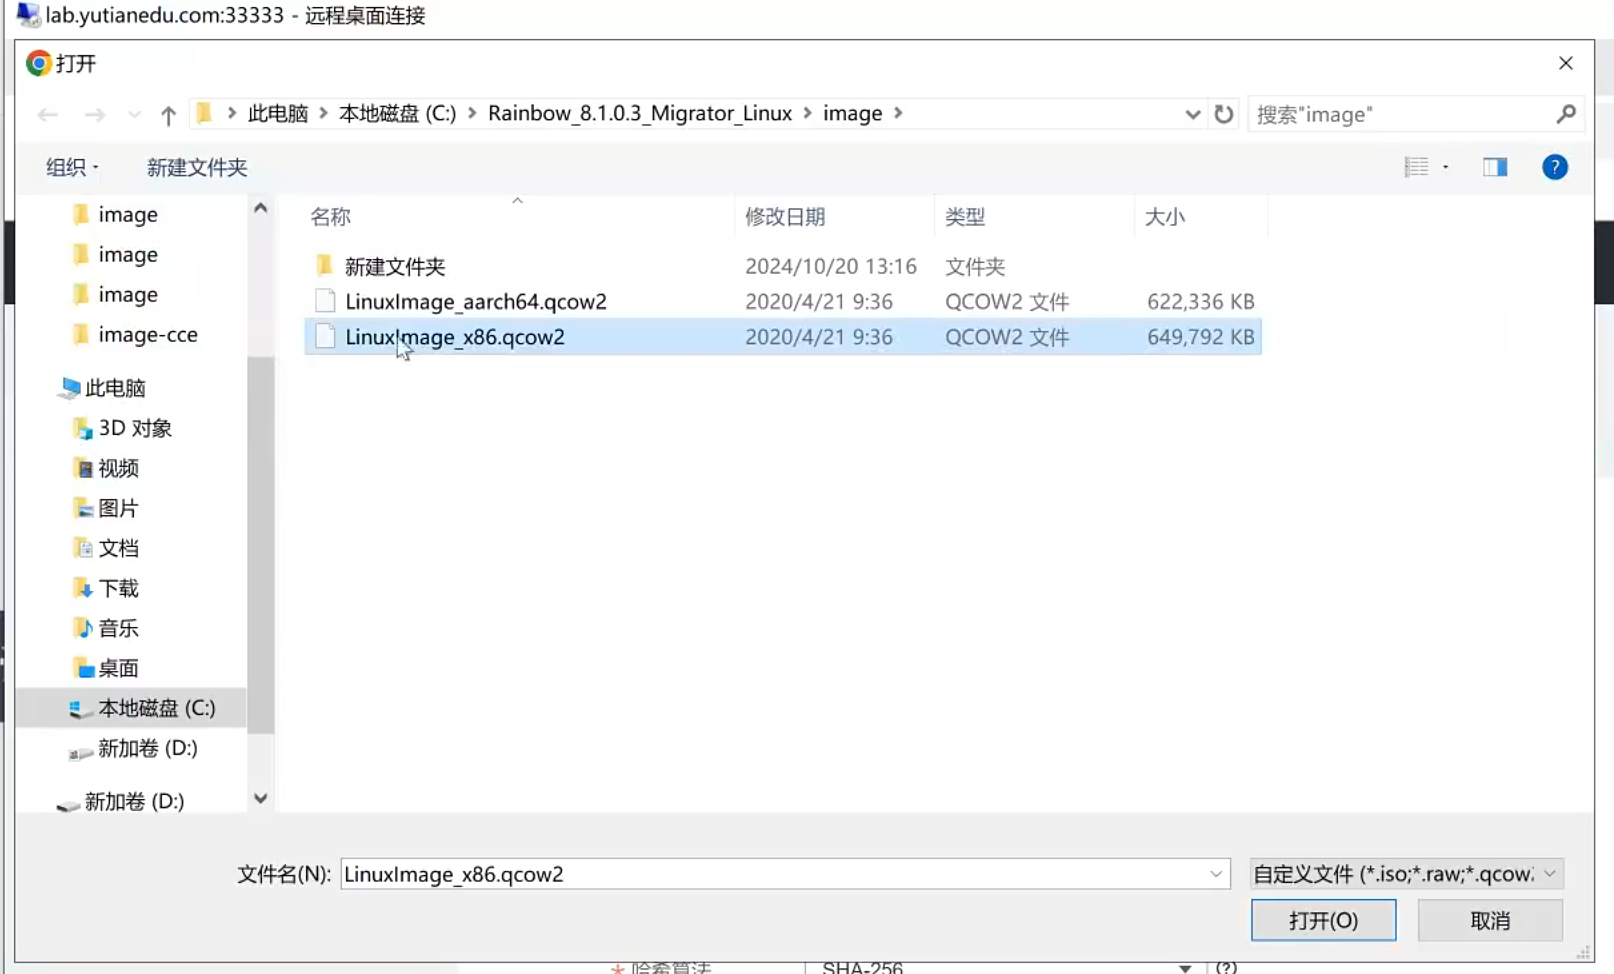 lab.yutianedu.com:33333 - 远程桌面连接
打开
此电脑 > 本地磁盘 (C:) > Rainbow_8.1.0.3_Migrator_Linux > image >
搜索"image"
组织
新建文件夹
名称 修改日期 类型 大小
新建文件夹 2024/10/20 13:16 文件夹
LinuxImage_aarch64.qcow2 2020/4/21 9:36 QCOW2 文件 622,336 KB
LinuxImage_x86.qcow2 2020/4/21 9:36 QCOW2 文件 649,792 KB
image
image
image
image-cce
此电脑
3D 对象
视频
图片
文档
下载
音乐
桌面
本地磁盘 (C:)
新加卷 (D:)
新加卷 (D:)
文件名(N): LinuxImage_x86.qcow2
自定义文件 (*.iso;*.raw;*.qcow
打开(O)
取消
* 哈希算法 SHA-256